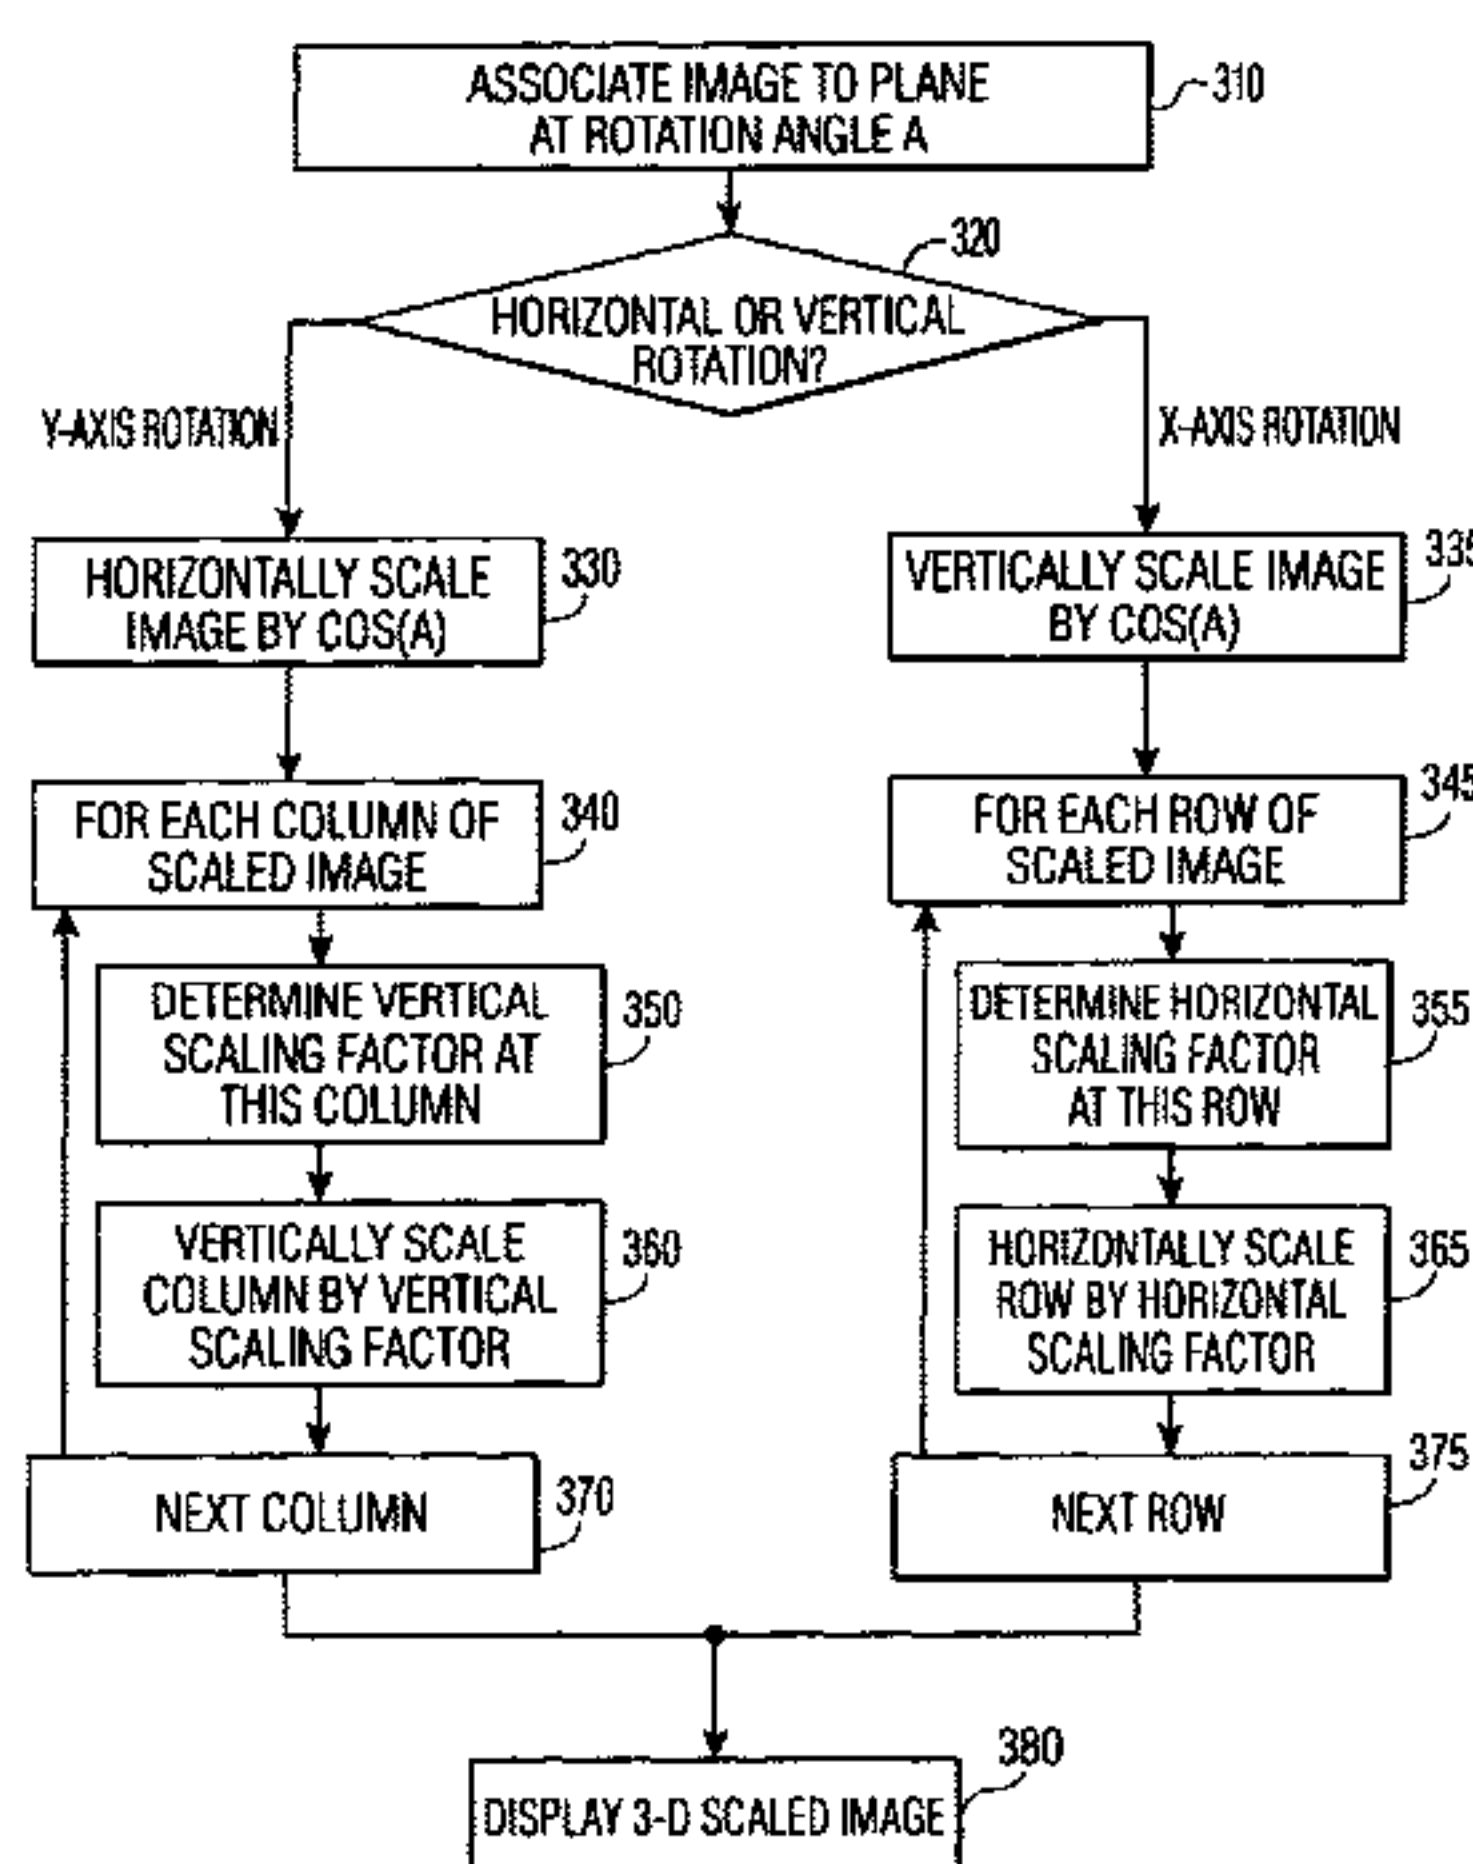 ASSOCIATE IMAGE TO PLANE
AT ROTATION ANGLE A
310
320
HORIZONTAL OR VERTICAL
ROTATION?
Y-AXIS ROTATION
X-AXIS ROTATION
HORIZONTALLY SCALE
IMAGE BY COS(A)
330
VERTICALLY SCALE IMAGE
BY COS(A)
335
FOR EACH COLUMN OF
SCALED IMAGE
340
FOR EACH ROW OF
SCALED IMAGE
345
DETERMINE VERTICAL
SCALING FACTOR AT
THIS COLUMN
350
DETERMINE HORIZONTAL
SCALING FACTOR
AT THIS ROW
355
VERTICALLY SCALE
COLUMN BY VERTICAL
SCALING FACTOR
360
HORIZONTALLY SCALE
ROW BY HORIZONTAL
SCALING FACTOR
365
NEXT COLUMN
370
NEXT ROW
375
380
DISPLAY 3-D SCALED IMAGE